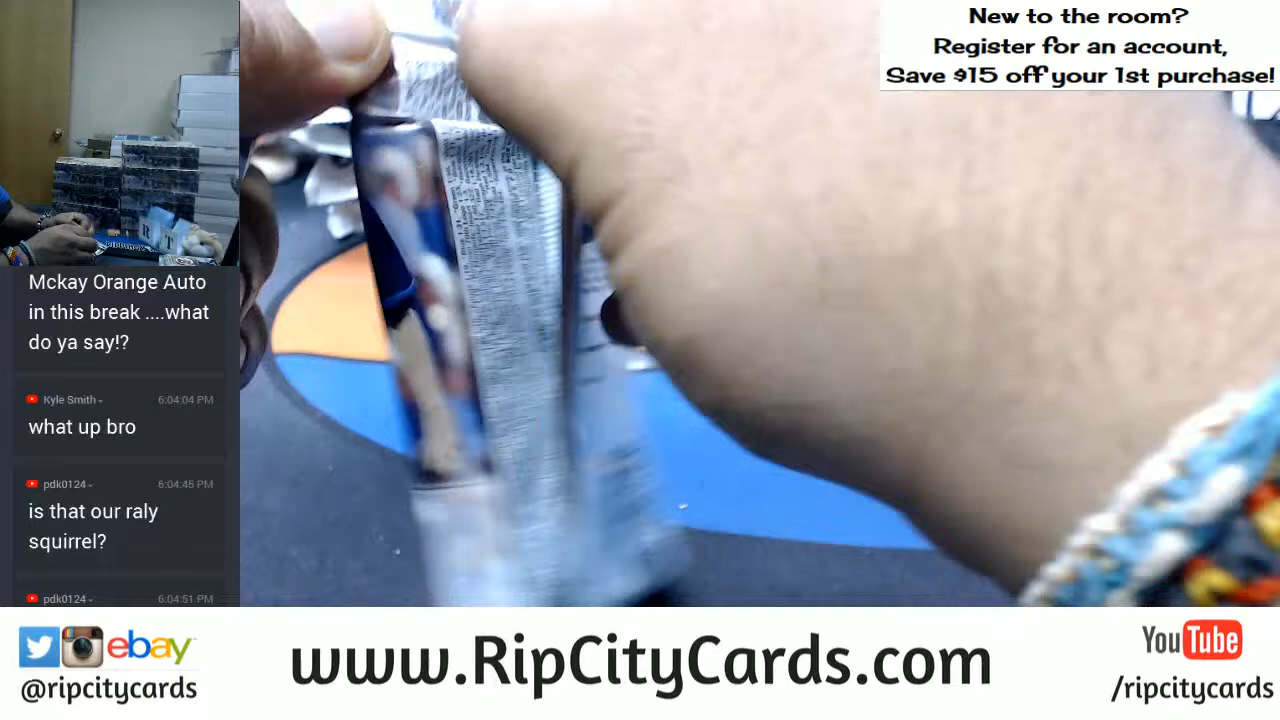 New to the room?
Register for an account,
Save $15 off your 1st purchase!
R T
Mckay Orange Auto
in this break ....what
do ya say!?
Kyle Smith
6:04:04 PM
what up bro
pdk0124
6:04:45 PM
is that our raly
squirrel?
pdk0124
6:04:51 PM
ebay
@ripcitycards
www.RipCityCards.com
YouTube
/ripcitycards